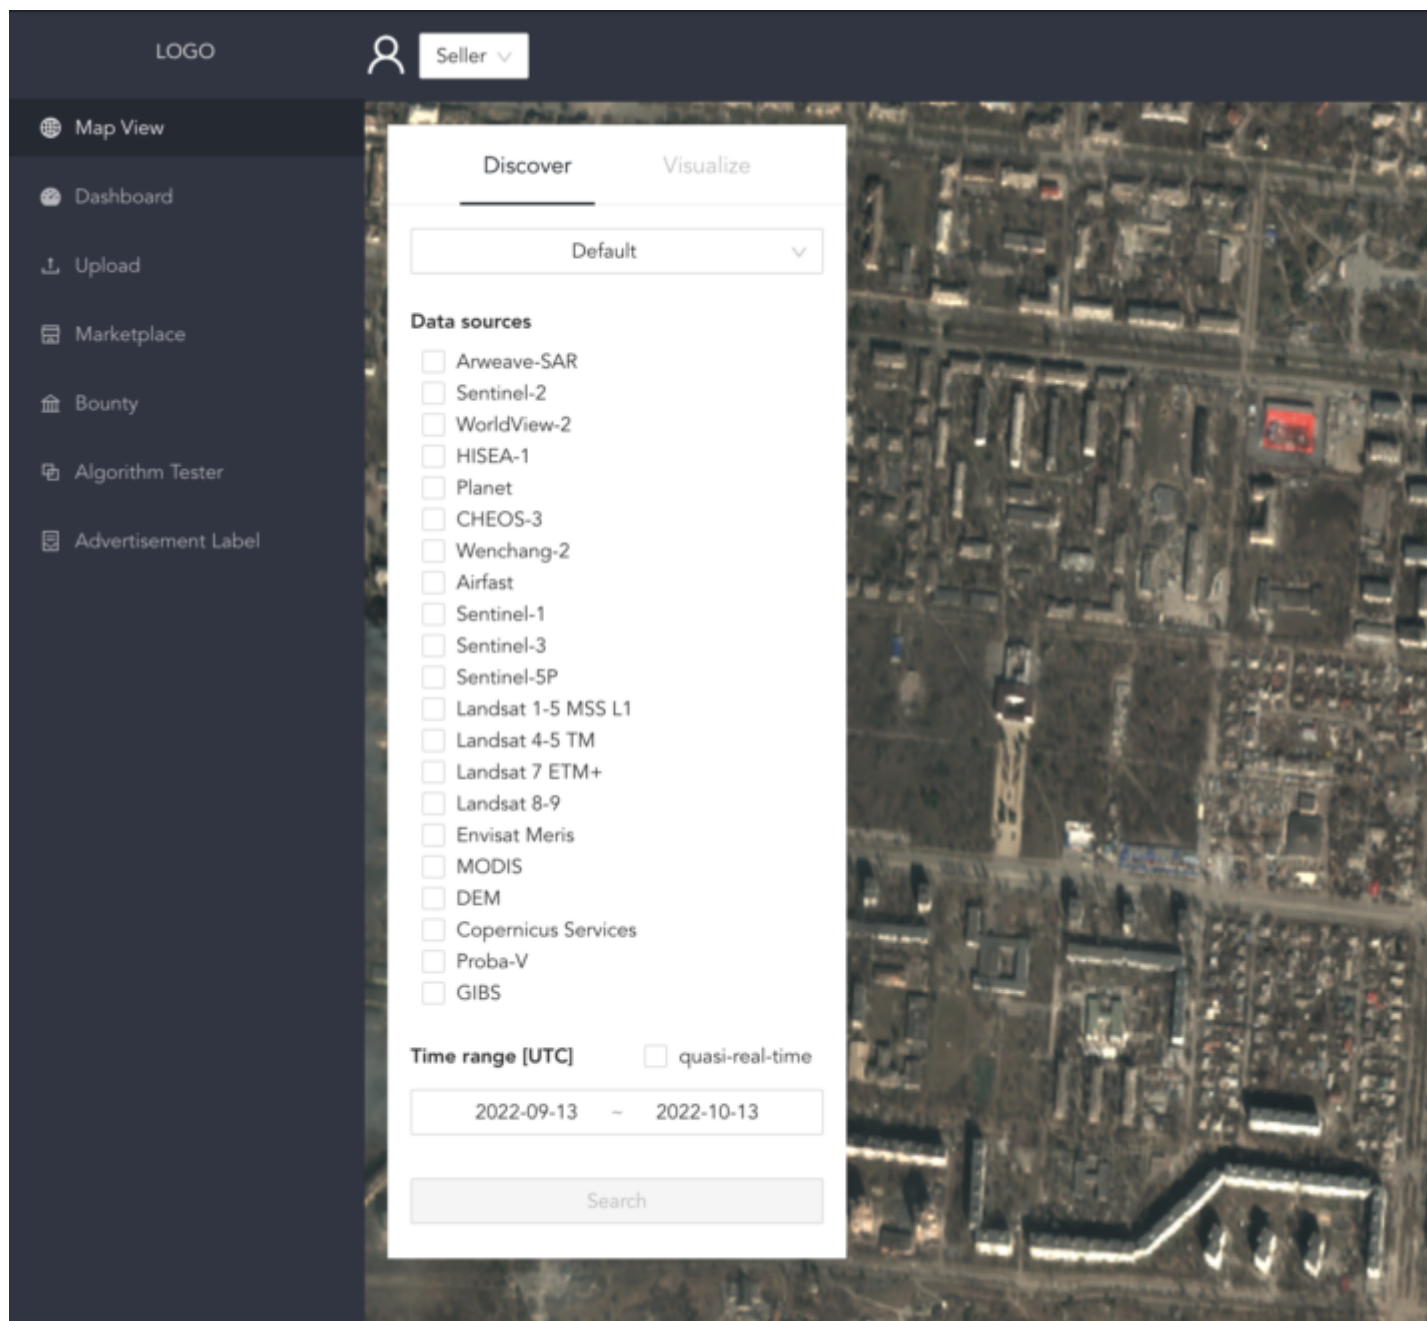 LOGO
Seller
Map View
Dashboard
Upload
Marketplace
Bounty
Algorithm Tester
Advertisement Label
Discover Visualize
Default
Data sources
Arweave-SAR
Sentinel-2
WorldView-2
HISEA-1
Planet
CHEOS-3
Wenchang-2
Airfast
Sentinel-1
Sentinel-3
Sentinel-5P
Landsat 1-5 MSS L1
Landsat 4-5 TM
Landsat 7 ETM+
Landsat 8-9
Envisat Meris
MODIS
DEM
Copernicus Services
Proba-V
GIBS
Time range [UTC] quasi-real-time
2022-09-13 ~ 2022-10-13
Search